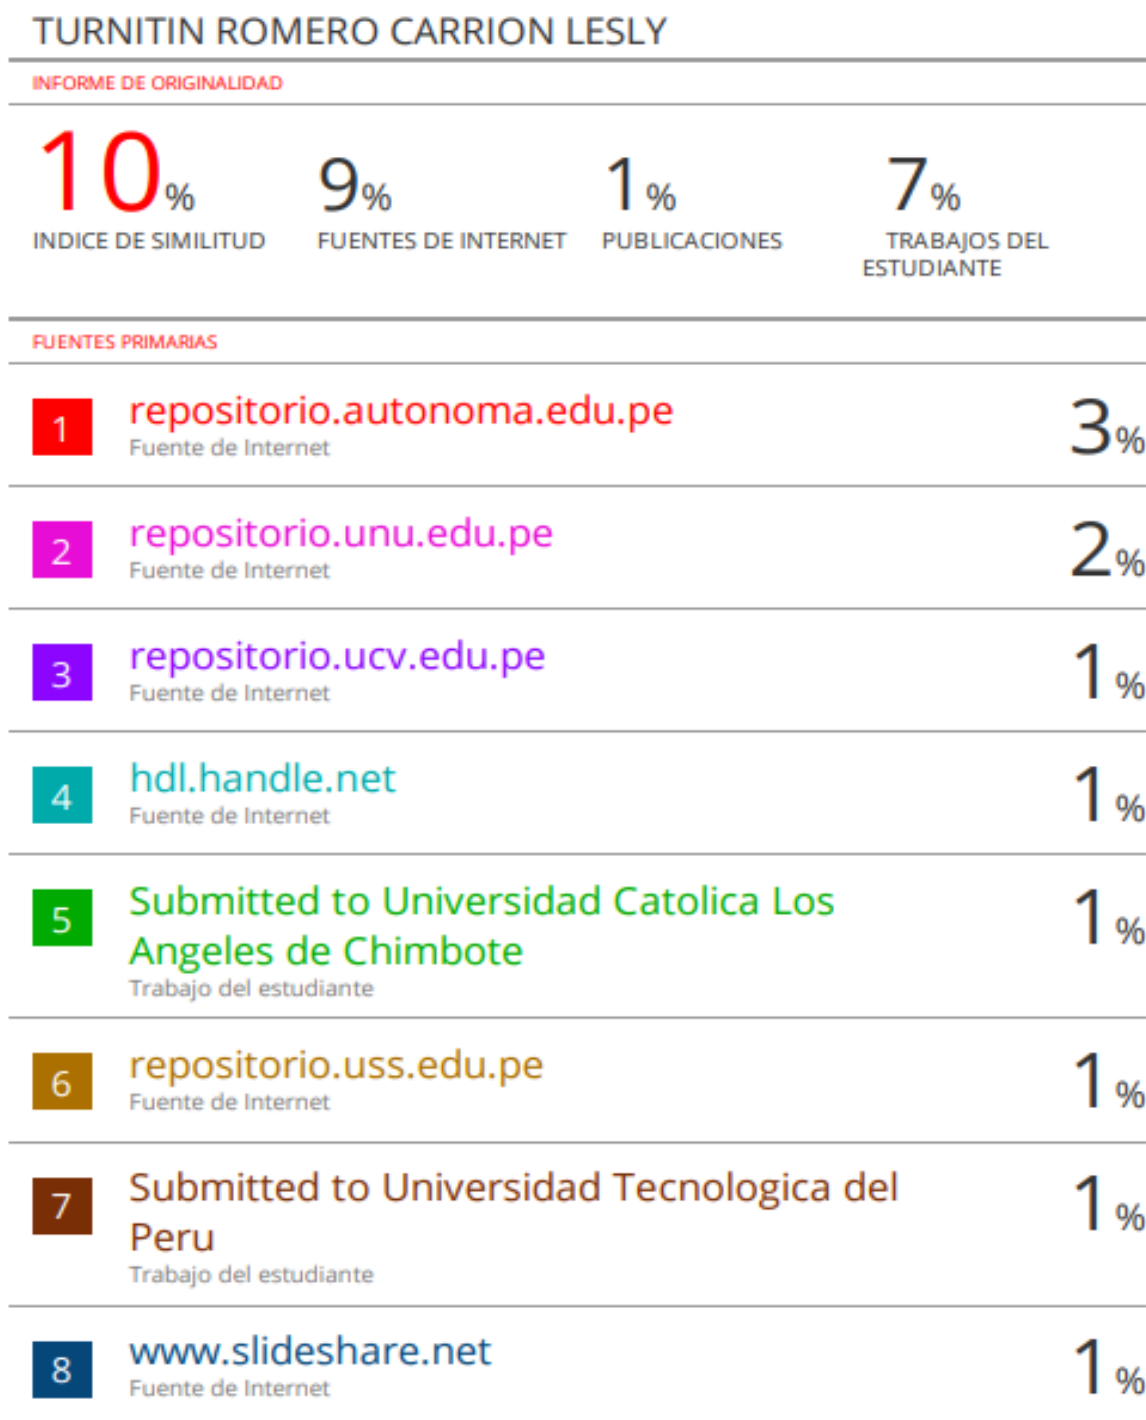 TURNITIN ROMERO CARRION LESLY
INFORME DE ORIGINALIDAD
10%
INDICE DE SIMILITUD
9%
FUENTES DE INTERNET
1%
PUBLICACIONES
7%
TRABAJOS DEL
ESTUDIANTE
FUENTES PRIMARIAS
1
repositorio.autonoma.edu.pe
Fuente de Internet
3%
2
repositorio.unu.edu.pe
Fuente de Internet
2%
3
repositorio.ucv.edu.pe
Fuente de Internet
1%
4
hdl.handle.net
Fuente de Internet
1%
5
Submitted to Universidad Catolica Los
Angeles de Chimbote
Trabajo del estudiante
1%
6
repositorio.uss.edu.pe
Fuente de Internet
1%
7
Submitted to Universidad Tecnologica del
Peru
Trabajo del estudiante
1%
8
www.slideshare.net
Fuente de Internet
1%